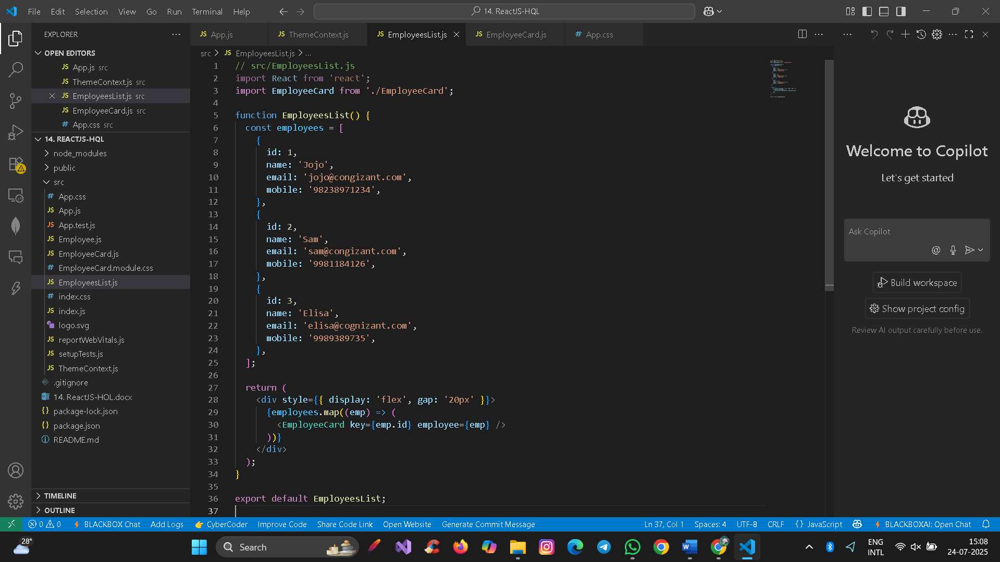 File Edit Selection View Go Run Terminal Help
14. ReactJS-HQL
EXPLORER
OPEN EDITORS
App.js src
ThemeContext.js src
EmployeesList.js src
EmployeeCard.js src
App.css src
14. REACTJS-HQL
node_modules
public
src
App.css
App.js
App.test.js
Employee.js
EmployeeCard.js
EmployeeCard.module.css
EmployeesList.js
index.css
index.js
logo.svg
reportWebVitals.js
setupTests.js
ThemeContext.js
.gitignore
14. ReactJS-HOL.docx
package-lock.json
package.json
README.md
TIMELINE
OUTLINE
App.js ThemeContext.js EmployeesList.js EmployeeCard.js App.css
src > JS EmployeesList.js > ...
1 // src/EmployeesList.js
2 import React from 'react';
3 import EmployeeCard from './EmployeeCard';
4
5 function EmployeesList() {
6 const employees = [
7 {
8 id: 1,
9 name: 'Jojo',
10 email: 'jojo@congizant.com',
11 mobile: '98238971234',
12 },
13 {
14 id: 2,
15 name: 'Sam',
16 email: 'sam@congizant.com',
17 mobile: '9981184126',
18 },
19 {
20 id: 3,
21 name: 'Elisa',
22 email: 'elisa@cognizant.com',
23 mobile: '9989389735',
24 },
25 ];
26
27 return (
28 <div style={{ display: 'flex', gap: '20px' }}>
29 {employees.map((emp) => (
30 <EmployeeCard key={emp.id} employee={emp} />
31 ))}
32 </div>
33 );
34 }
35
36 export default EmployeesList;
37
Welcome to Copilot
Let's get started
Ask Copilot
Build workspace
Show project config
Review AI output carefully before use.
0 0 BLACKBOX Chat Add Logs CyberCoder Improve Code Share Code Link Open Website Generate Commit Message Ln 37, Col 1 Spaces: 4 UTF-8 CRLF {} JavaScript BLACKBOXAI: Open Chat
28°
Search
ENG
INTL
15:08
24-07-2025